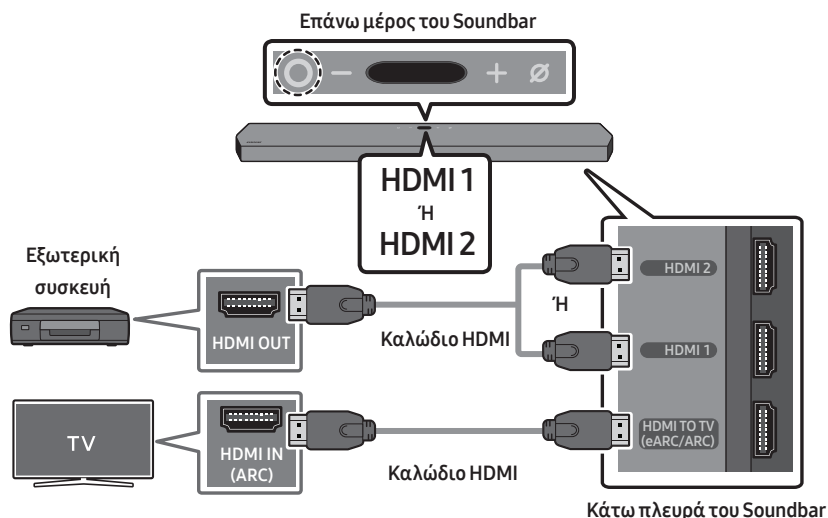 Επάνω μέρος του Soundbar
HDMI 1
Ή
HDMI 2
Εξωτερική
συσκευή
HDMI OUT
Καλώδιο HDMI
Ή
HDMI 2
HDMI 1
TV
HDMI IN
(ARC)
Καλώδιο HDMI
HDMI TO TV
(eARC/ARC)
Κάτω πλευρά του Soundbar